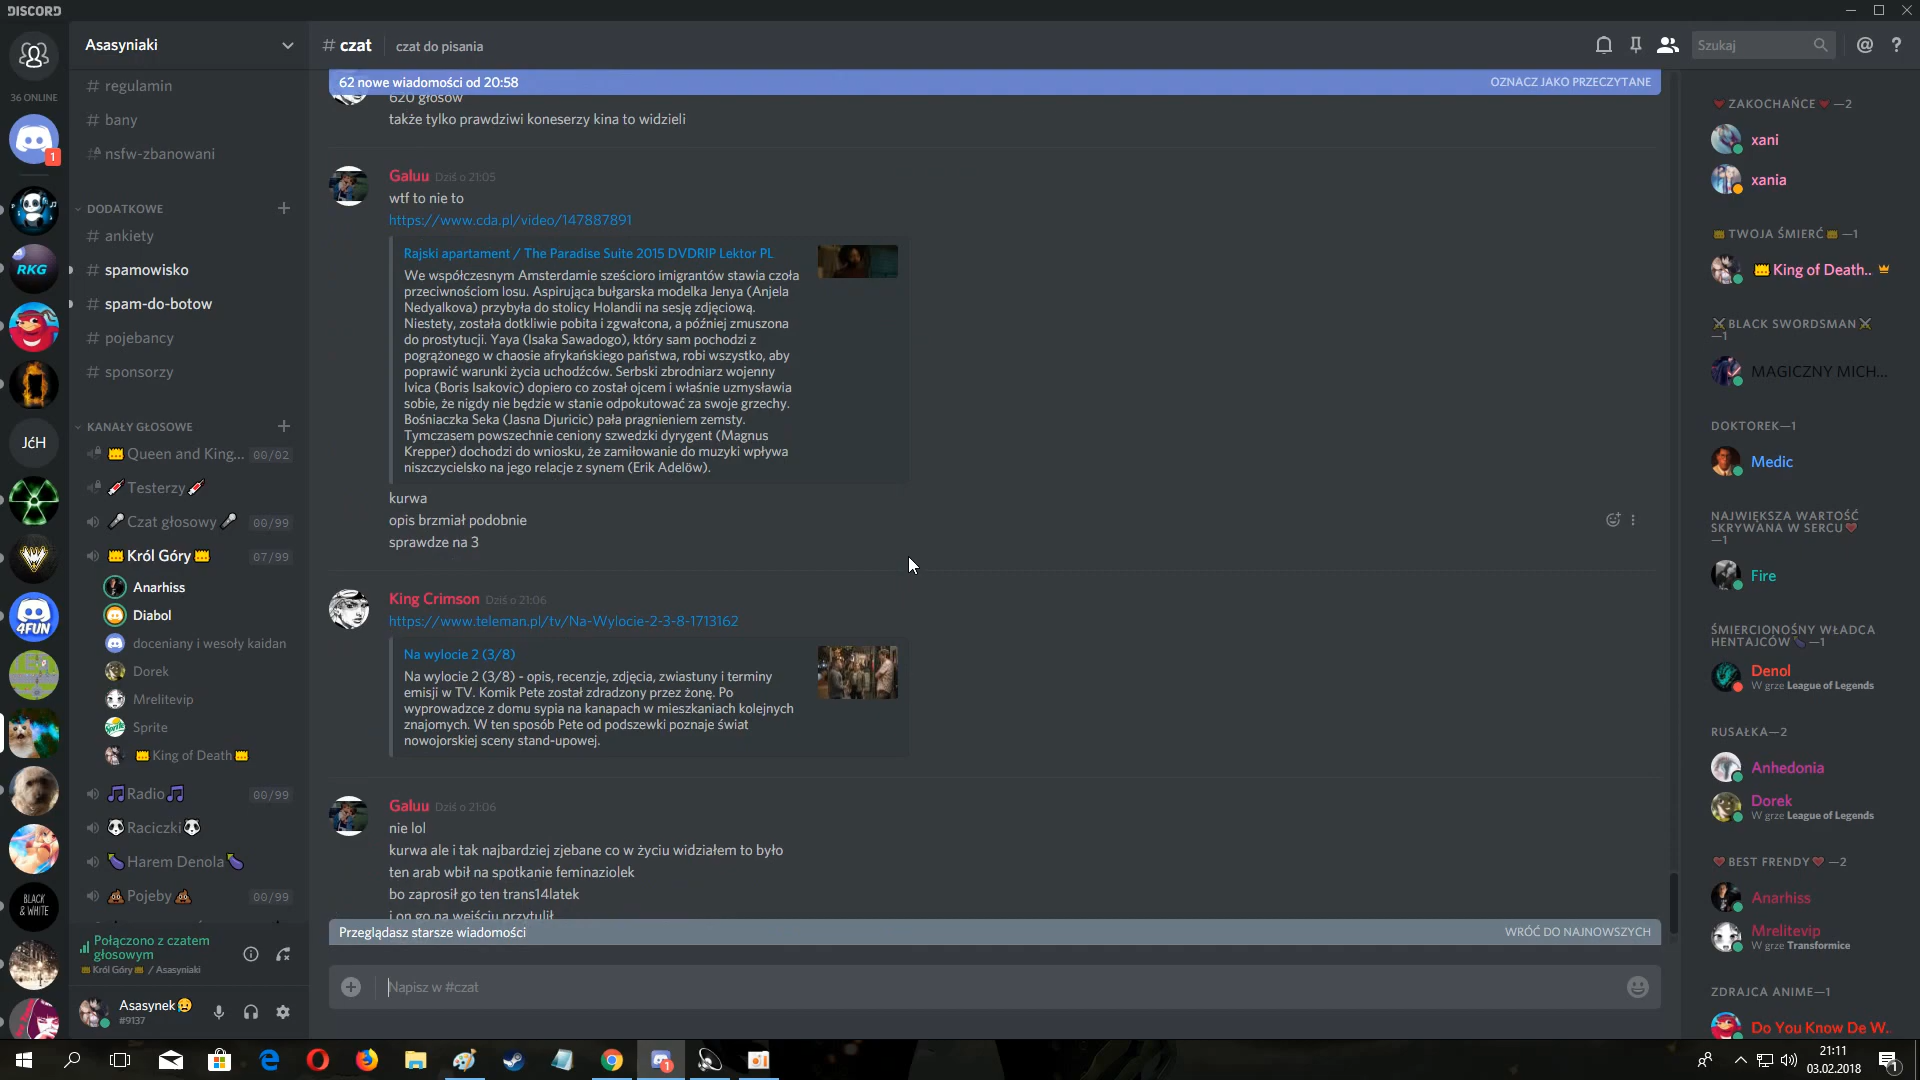 DISCORD
36 ONLINE
1
RKG
JćH
4FUN
BLACK
& WHITE
Asasyniaki
# regulamin
# bany
# nsfw-zbanowani
DODATKOWE
# ankiety
# spamowisko
# spam-do-botow
# pojebancy
# sponsorzy
KANAŁY GŁOSOWE
Queen and King... 00/02
Testerzy
Czat głosowy 00/99
Król Góry 07/99
Anarhiss
Diabol
doceniany i wesoły kaidan
Dorek
Mrelitevip
Sprite
King of Death
Radio 00/99
Raciczki
Harem Denola
Pojeby 00/99
Połączono z czatem
głosowym
Król Góry / Asasyniaki
Asasynek
#9137
# czat
czat do pisania
Szukaj
62 nowe wiadomości od 20:58
OZNACZ JAKO PRZECZYTANE
620 głosów
także tylko prawdziwi koneserzy kina to widzieli
Galuu Dziś o 21:05
wtf to nie to
https://www.cda.pl/video/147887891
Rajski apartament / The Paradise Suite 2015 DVDRIP Lektor PL
We współczesnym Amsterdamie sześcioro imigrantów stawia czoła
przeciwnościom losu. Aspirująca bułgarska modelka Jenya (Anjela
Nedyalkova) przybyła do stolicy Holandii na sesję zdjęciową.
Niestety, została dotkliwie pobita i zgwałcona, a później zmuszona
do prostytucji. Yaya (Isaka Sawadogo), który sam pochodzi z
pogrążonego w chaosie afrykańskiego państwa, robi wszystko, aby
poprawić warunki życia uchodźców. Serbski zbrodniarz wojenny
Ivica (Boris Isakovic) dopiero co został ojcem i właśnie uzmysławia
sobie, że nigdy nie będzie w stanie odpokutować za swoje grzechy.
Bośniaczka Seka (Jasna Djuricic) pała pragnieniem zemsty.
Tymczasem powszechnie ceniony szwedzki dyrygent (Magnus
Krepper) dochodzi do wniosku, że zamiłowanie do muzyki wpływa
niszczycielsko na jego relacje z synem (Erik Adelöw).
kurwa
opis brzmiał podobnie
sprawdze na 3
King Crimson Dziś o 21:06
https://www.teleman.pl/tv/Na-Wylocie-2-3-8-1713162
Na wylocie 2 (3/8)
Na wylocie 2 (3/8) - opis, recenzje, zdjęcia, zwiastuny i terminy
emisji w TV. Komik Pete został zdradzony przez żonę. Po
wyprowadzce z domu sypia na kanapach w mieszkaniach kolejnych
znajomych. W ten sposób Pete od podszewki poznaje świat
nowojorskiej sceny stand-upowej.
Galuu Dziś o 21:06
nie lol
kurwa ale i tak najbardziej zjebane co w życiu widziałem to było
ten arab wbił na spotkanie feminaziolek
bo zaprosił go ten trans14latek
i on go na wejściu przytulił
Przeglądasz starsze wiadomości
WRÓĆ DO NAJNOWSZYCH
Napisz w #czat
ZAKOCHAŃCE —2
xani
xania
TWOJA ŚMIERĆ —1
King of Death..
BLACK SWORDSMAN
—1
MAGICZNY MICH...
DOKTOREK—1
Medic
NAJWIĘKSZA WARTOŚĆ
SKRYWANA W SERCU
—1
Fire
ŚMIERCIONOŚNY WŁADCA
HENTAJCÓW —1
Denol
W grze League of Legends
RUSAŁKA—2
Anhedonia
Dorek
W grze League of Legends
BEST FRENDY —2
Anarhiss
Mrelitevip
W grze Transformice
ZDRAJCA ANIME—1
Do You Know De W..
21:11
03.02.2018
1